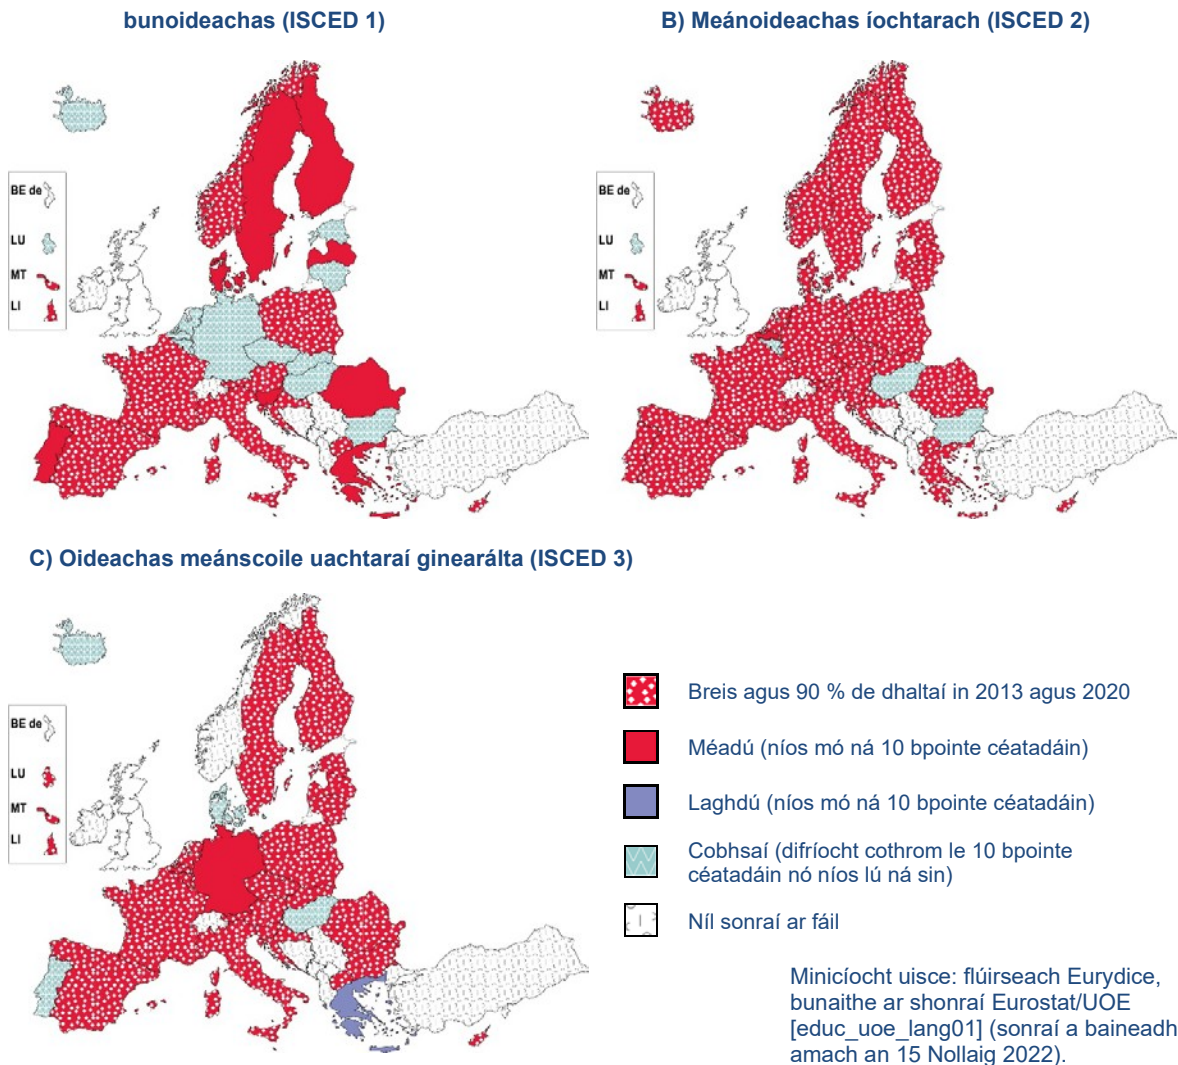 bunoideachas (ISCED 1)
B) Meánoideachas íochtarach (ISCED 2)
BE de
LU
MT
LI
BE de
LU
MT
LI
C) Oideachas meánscoile uachtaraí ginearálta (ISCED 3)
BE de
LU
MT
LI
Breis agus 90 % de dhaltaí in 2013 agus 2020
Méadú (níos mó ná 10 bpointe céatadáin)
Laghdú (níos mó ná 10 bpointe céatadáin)
Cobhsaí (difríocht cothrom le 10 bpointe
céatadáin nó níos lú ná sin)
Níl sonraí ar fáil
Minicíocht uisce: flúirseach Eurydice,
bunaithe ar shonraí Eurostat/UOE
[educ_uoe_lang01] (sonraí a baineadh
amach an 15 Nollaig 2022).